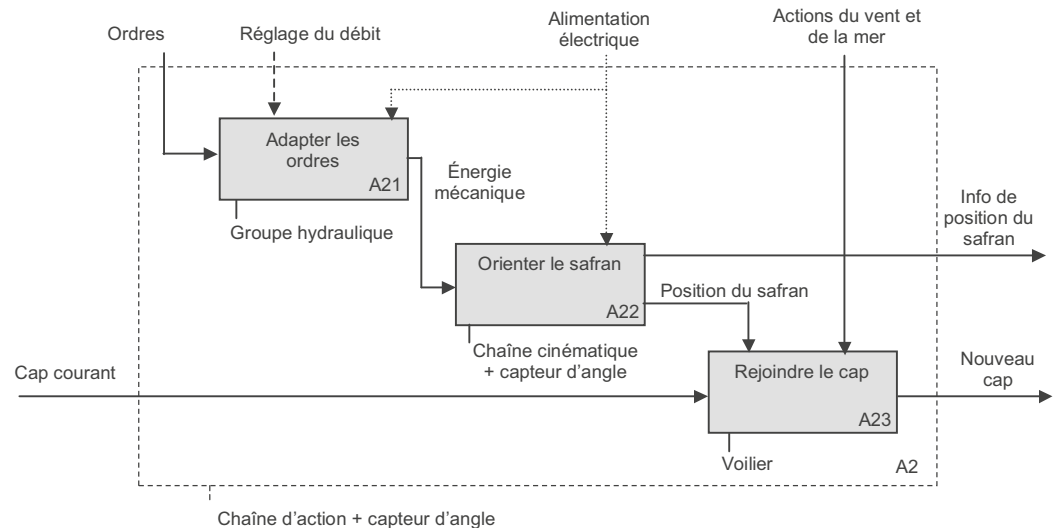 Ordres
Réglage du débit
Alimentation
électrique
Actions du vent et
de la mer
Adapter les
ordres
A21
Énergie
mécanique
Groupe hydraulique
Info de
position du
safran
Orienter le safran
A22
Position du safran
Chaîne cinématique
+ capteur d'angle
Cap courant
Rejoindre le cap
A23
Nouveau
cap
Voilier
A2
Chaîne d'action + capteur d'angle